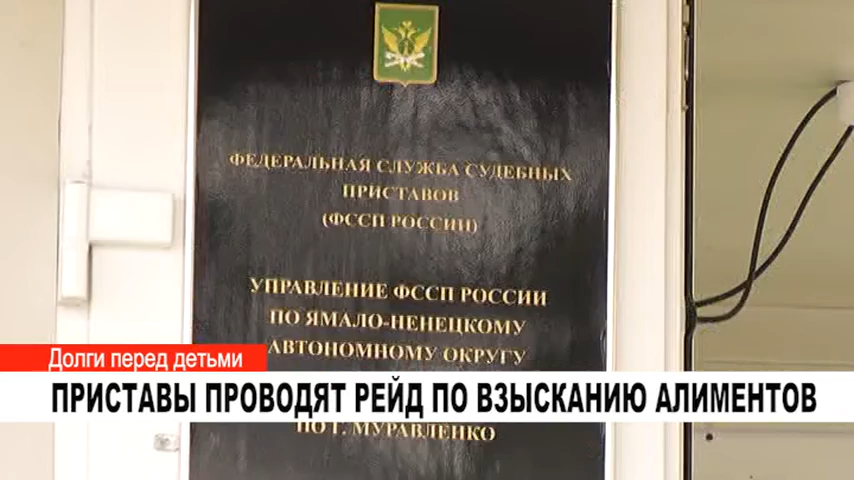 ФЕДЕРАЛЬНАЯ СЛУЖБА СУДЕБНЫХ
ПРИСТАВОВ
(ФССП РОССИИ)
УПРАВЛЕНИЕ ФССП РОССИИ
ПО ЯМАЛО-НЕНЕЦКОМУ
АВТОНОМНОМУ ОКРУГУ
Долги перед детьми
ПРИСТАВЫ ПРОВОДЯТ РЕЙД ПО ВЗЫСКАНИЮ АЛИМЕНТОВ
ПО Г. МУРАВЛЕНКО